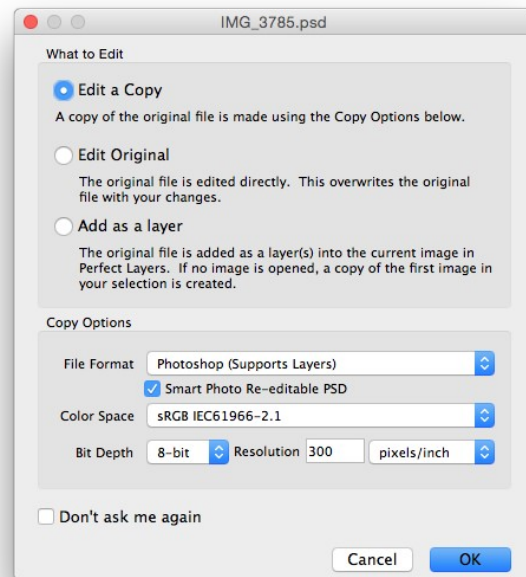 IMG_3785.psd
What to Edit
Edit a Copy
A copy of the original file is made using the Copy Options below.
Edit Original
The original file is edited directly. This overwrites the original
file with your changes.
Add as a layer
The original file is added as a layer(s) into the current image in
Perfect Layers. If no image is opened, a copy of the first image in
your selection is created.
Copy Options
File Format Photoshop (Supports Layers)
Smart Photo Re-editable PSD
Color Space sRGB IEC61966-2.1
Bit Depth 8-bit Resolution 300 pixels/inch
Don't ask me again
Cancel OK